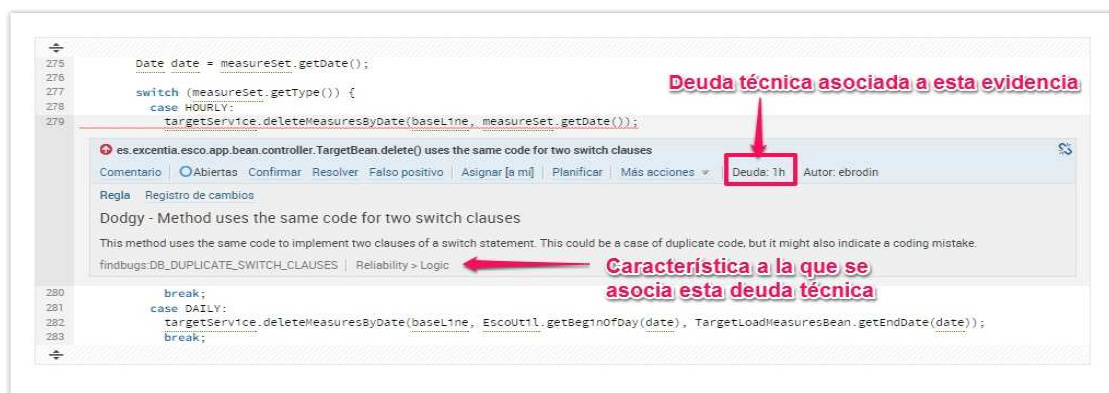 275 Date date = measureSet.getDate();
276
277 switch (measureSet.getType()) {
Deuda técnica asociada a esta evidencia
278 case HOURLY:
279 targetService.deleteMeasuresByDate(baseLine, measureSet.getDate());
es.excentia.esco.app.bean.controller.TargetBean.delete() uses the same code for two switch clauses
Comentario | Abiertas Confirmar Resolver Falso positivo | Asignar [a mí] | Planificar | Más acciones | Deuda: 1h Autor: ebrodin
Regla Registro de cambios
Dodgy - Method uses the same code for two switch clauses
This method uses the same code to implement two clauses of a switch statement. This could be a case of duplicate code, but it might also indicate a coding mistake.
findbugs:DB_DUPLICATE_SWITCH_CLAUSES | Reliability > Logic
Característica a la que se
asocia esta deuda técnica
280 break;
281 case DAILY:
282 targetService.deleteMeasuresByDate(baseLine, EscoUtil.getBeginOfDay(date), TargetLoadMeasuresBean.getEndDate(date));
283 break;